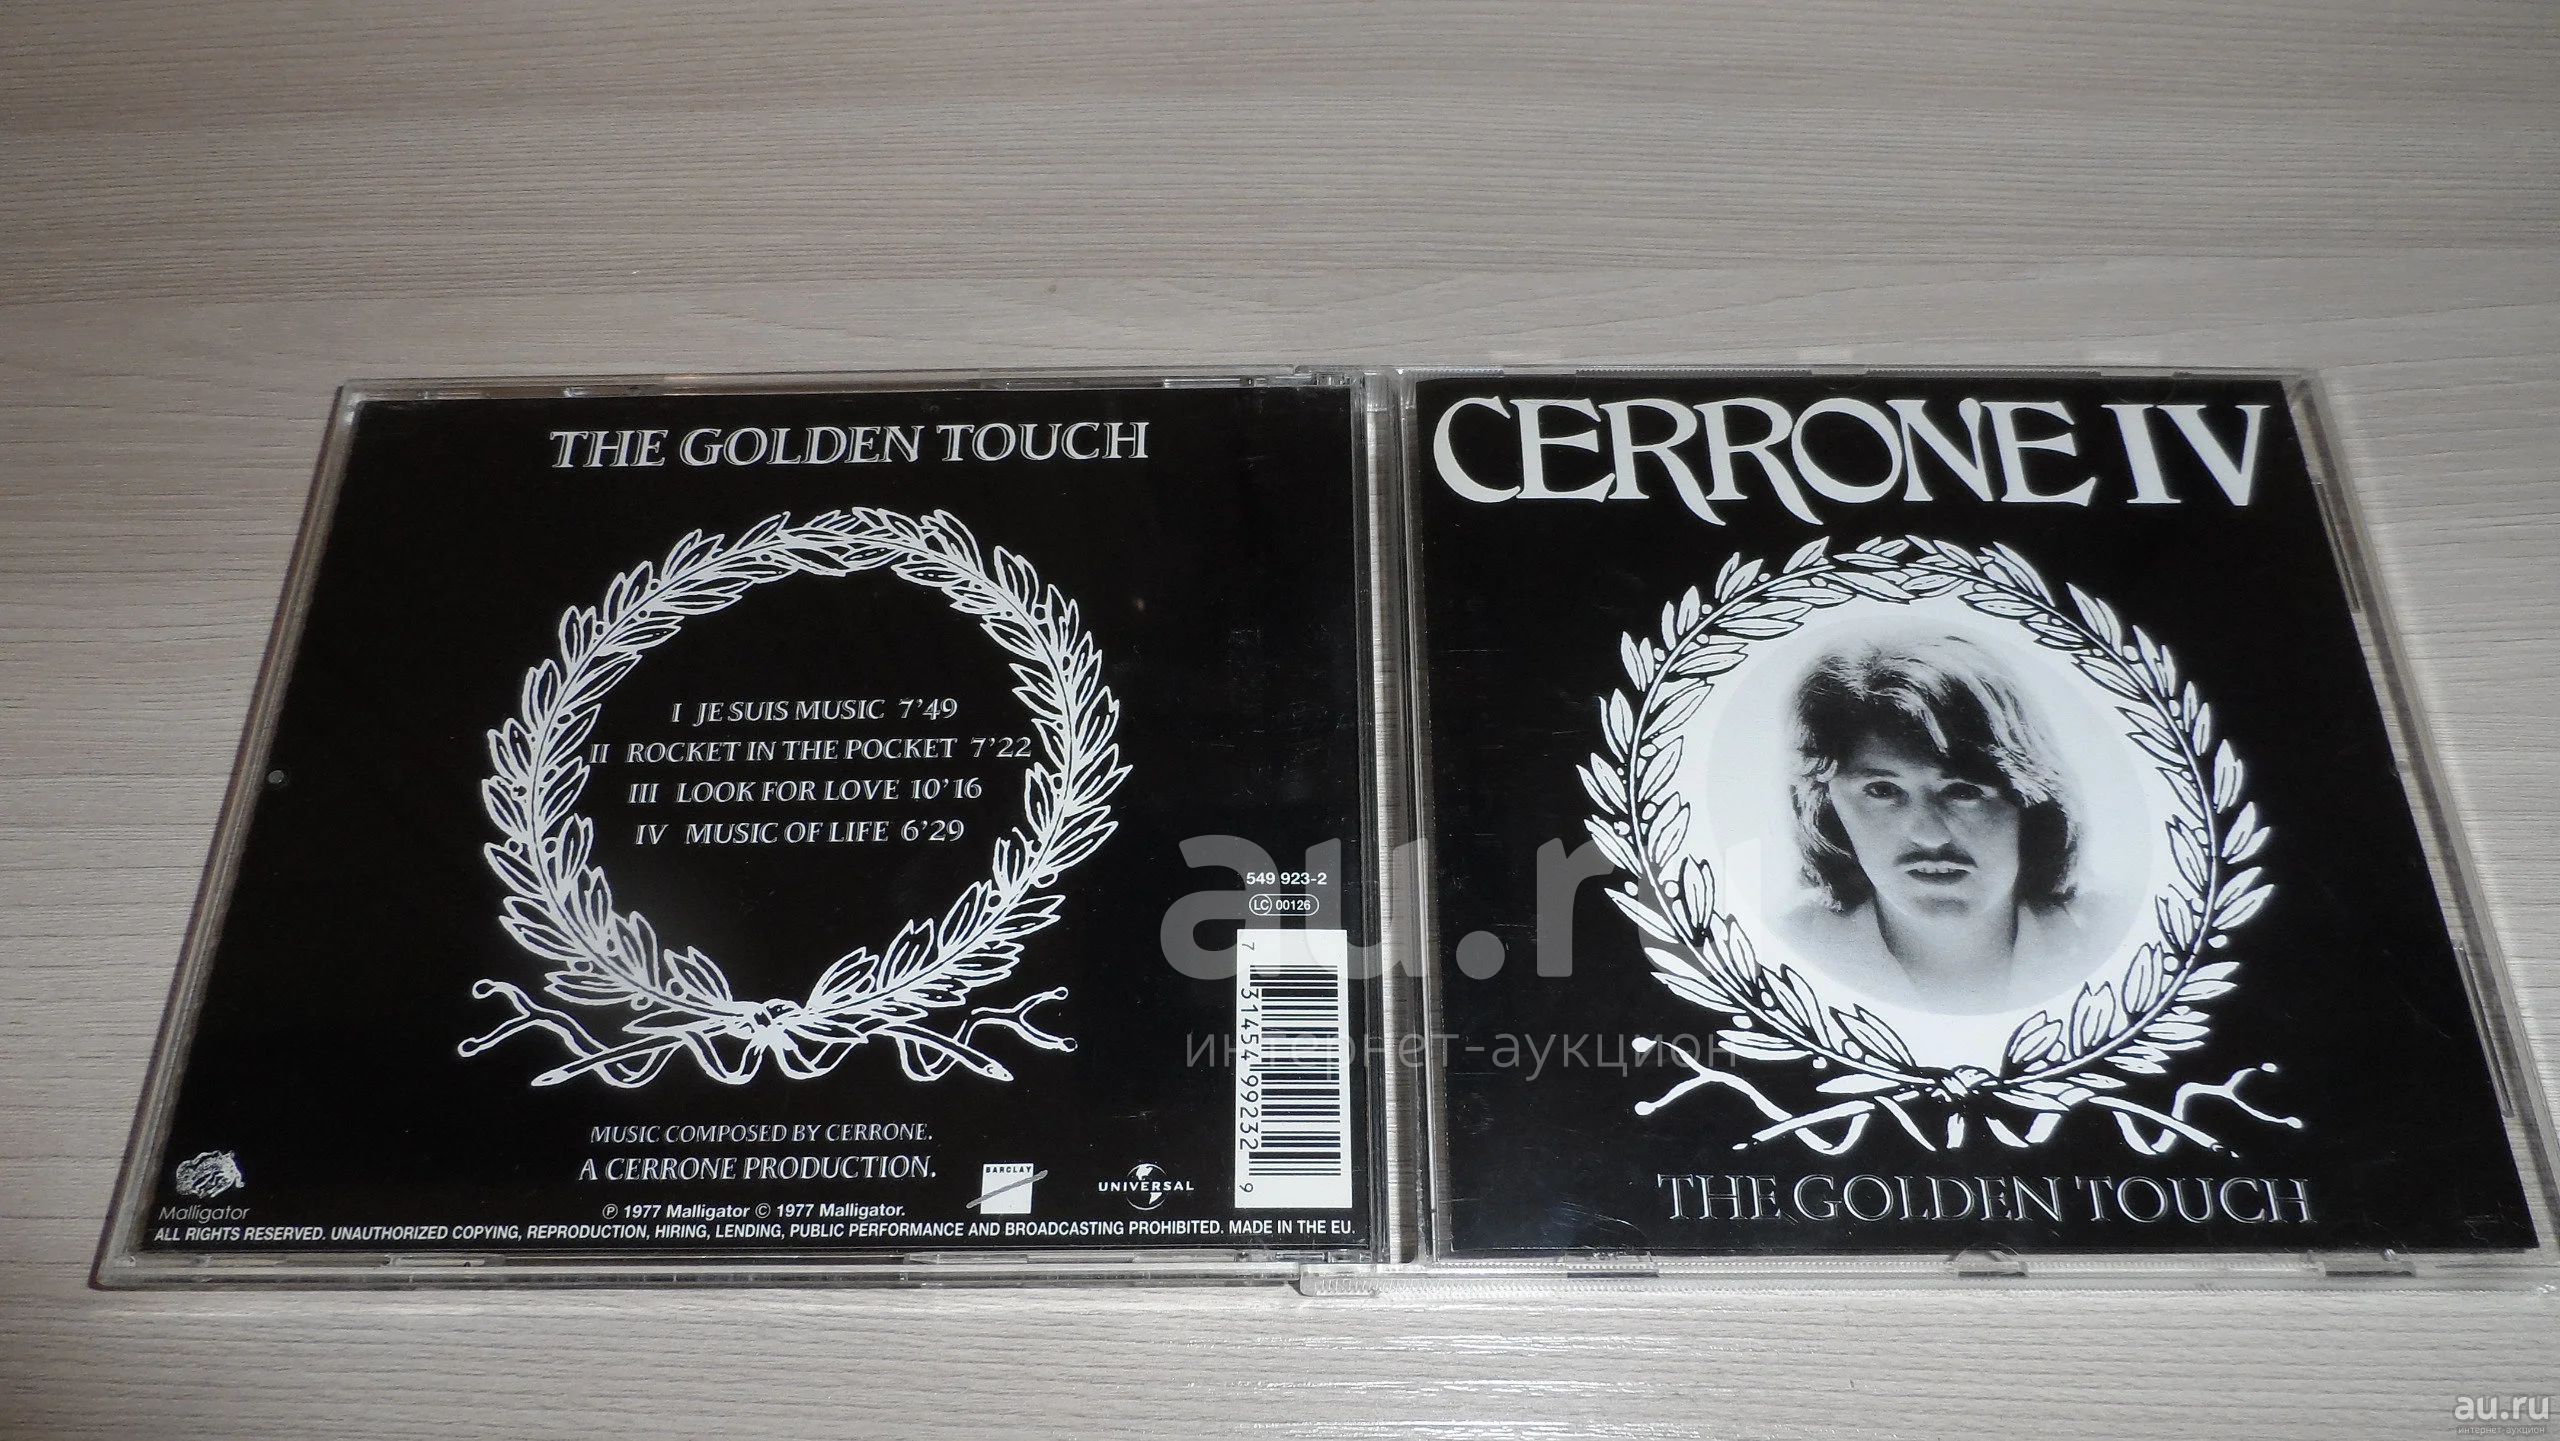 THE GOLDEN TOUCH
I JE SUIS MUSIC 7'49
II ROCKET IN THE POCKET 7'22
III LOOK FOR LOVE 10'16
IV MUSIC OF LIFE 6'29
549 923-2
LC 00126
7 31454 99232 9
MUSIC COMPOSED BY CERRONE.
A CERRONE PRODUCTION.
Malligator
BARCLAY
UNIVERSAL
℗ 1977 Malligator © 1977 Malligator.
ALL RIGHTS RESERVED. UNAUTHORIZED COPYING, REPRODUCTION, HIRING, LENDING, PUBLIC PERFORMANCE AND BROADCASTING PROHIBITED. MADE IN THE EU.
CERRONE IV
THE GOLDEN TOUCH
au.ru
интернет-аукцион
au.ru
интернет-аукцион